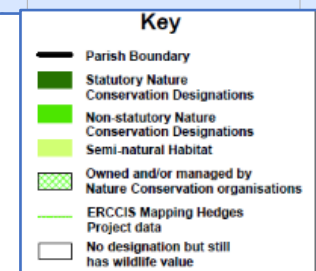 Key
Parish Boundary
Statutory Nature
Conservation Designations
Non-statutory Nature
Conservation Designations
Semi-natural Habitat
Owned and/or managed by
Nature Conservation organisations
ERCCIS Mapping Hedges
Project data
No designation but still
has wildlife value